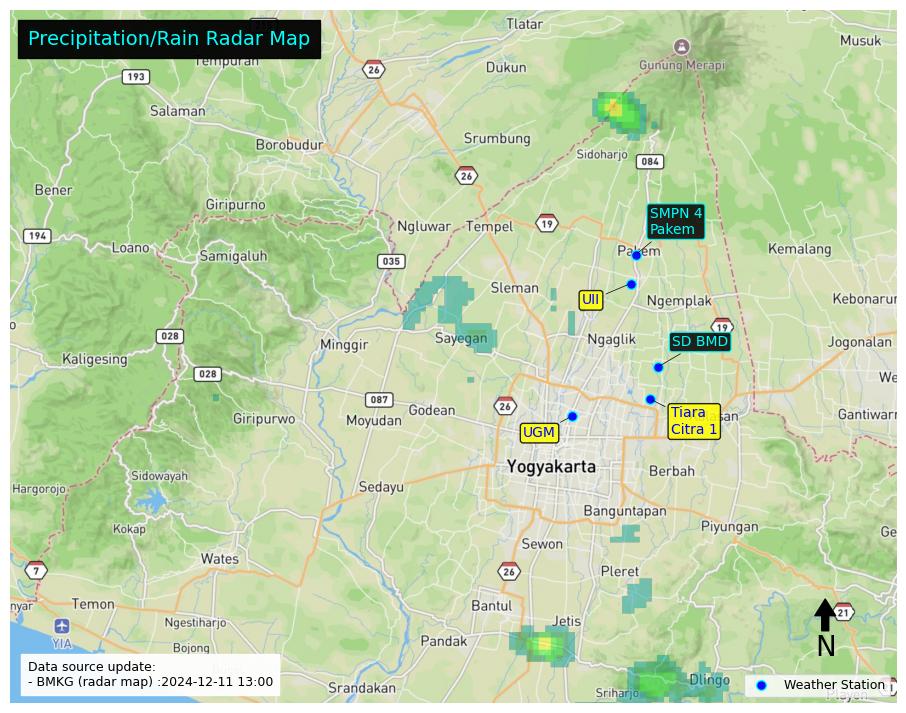 Precipitation/Rain Radar Map
Tlatar
Musuk
Tempuran
193
26
Dukun
Gunung Merapi
Salaman
Borobudur
Srumbung
Sidoharjo
084
26
Bener
Giripurno
SMPN 4
Pakem
194
Loano
Samigaluh
Ngluwar
Tempel
19
Pakem
Kemalang
035
Sleman
UII
Ngemplak
Kebonarun
028
Minggir
Sayegan
Ngaglik
19
SD BMD
Jogonalan
Kaligesing
028
087
Godean
26
Giripurwo
Moyudan
UGM
Tiara
Citra 1
Gantiwarn
Yogyakarta
Berbah
Hargorojo
Sidowayah
Sedayu
Kokap
Banguntapan
Piyungan
Sewon
Wates
7
26
Pleret
Temon
Bantul
21
Ngestiharjo
Jetis
YIA
Bojong
Pandak
N
Data source update:
- BMKG (radar map) :2024-12-11 13:00
Srandakan
Sriharjo
Dlingo
Weather Station
Playen